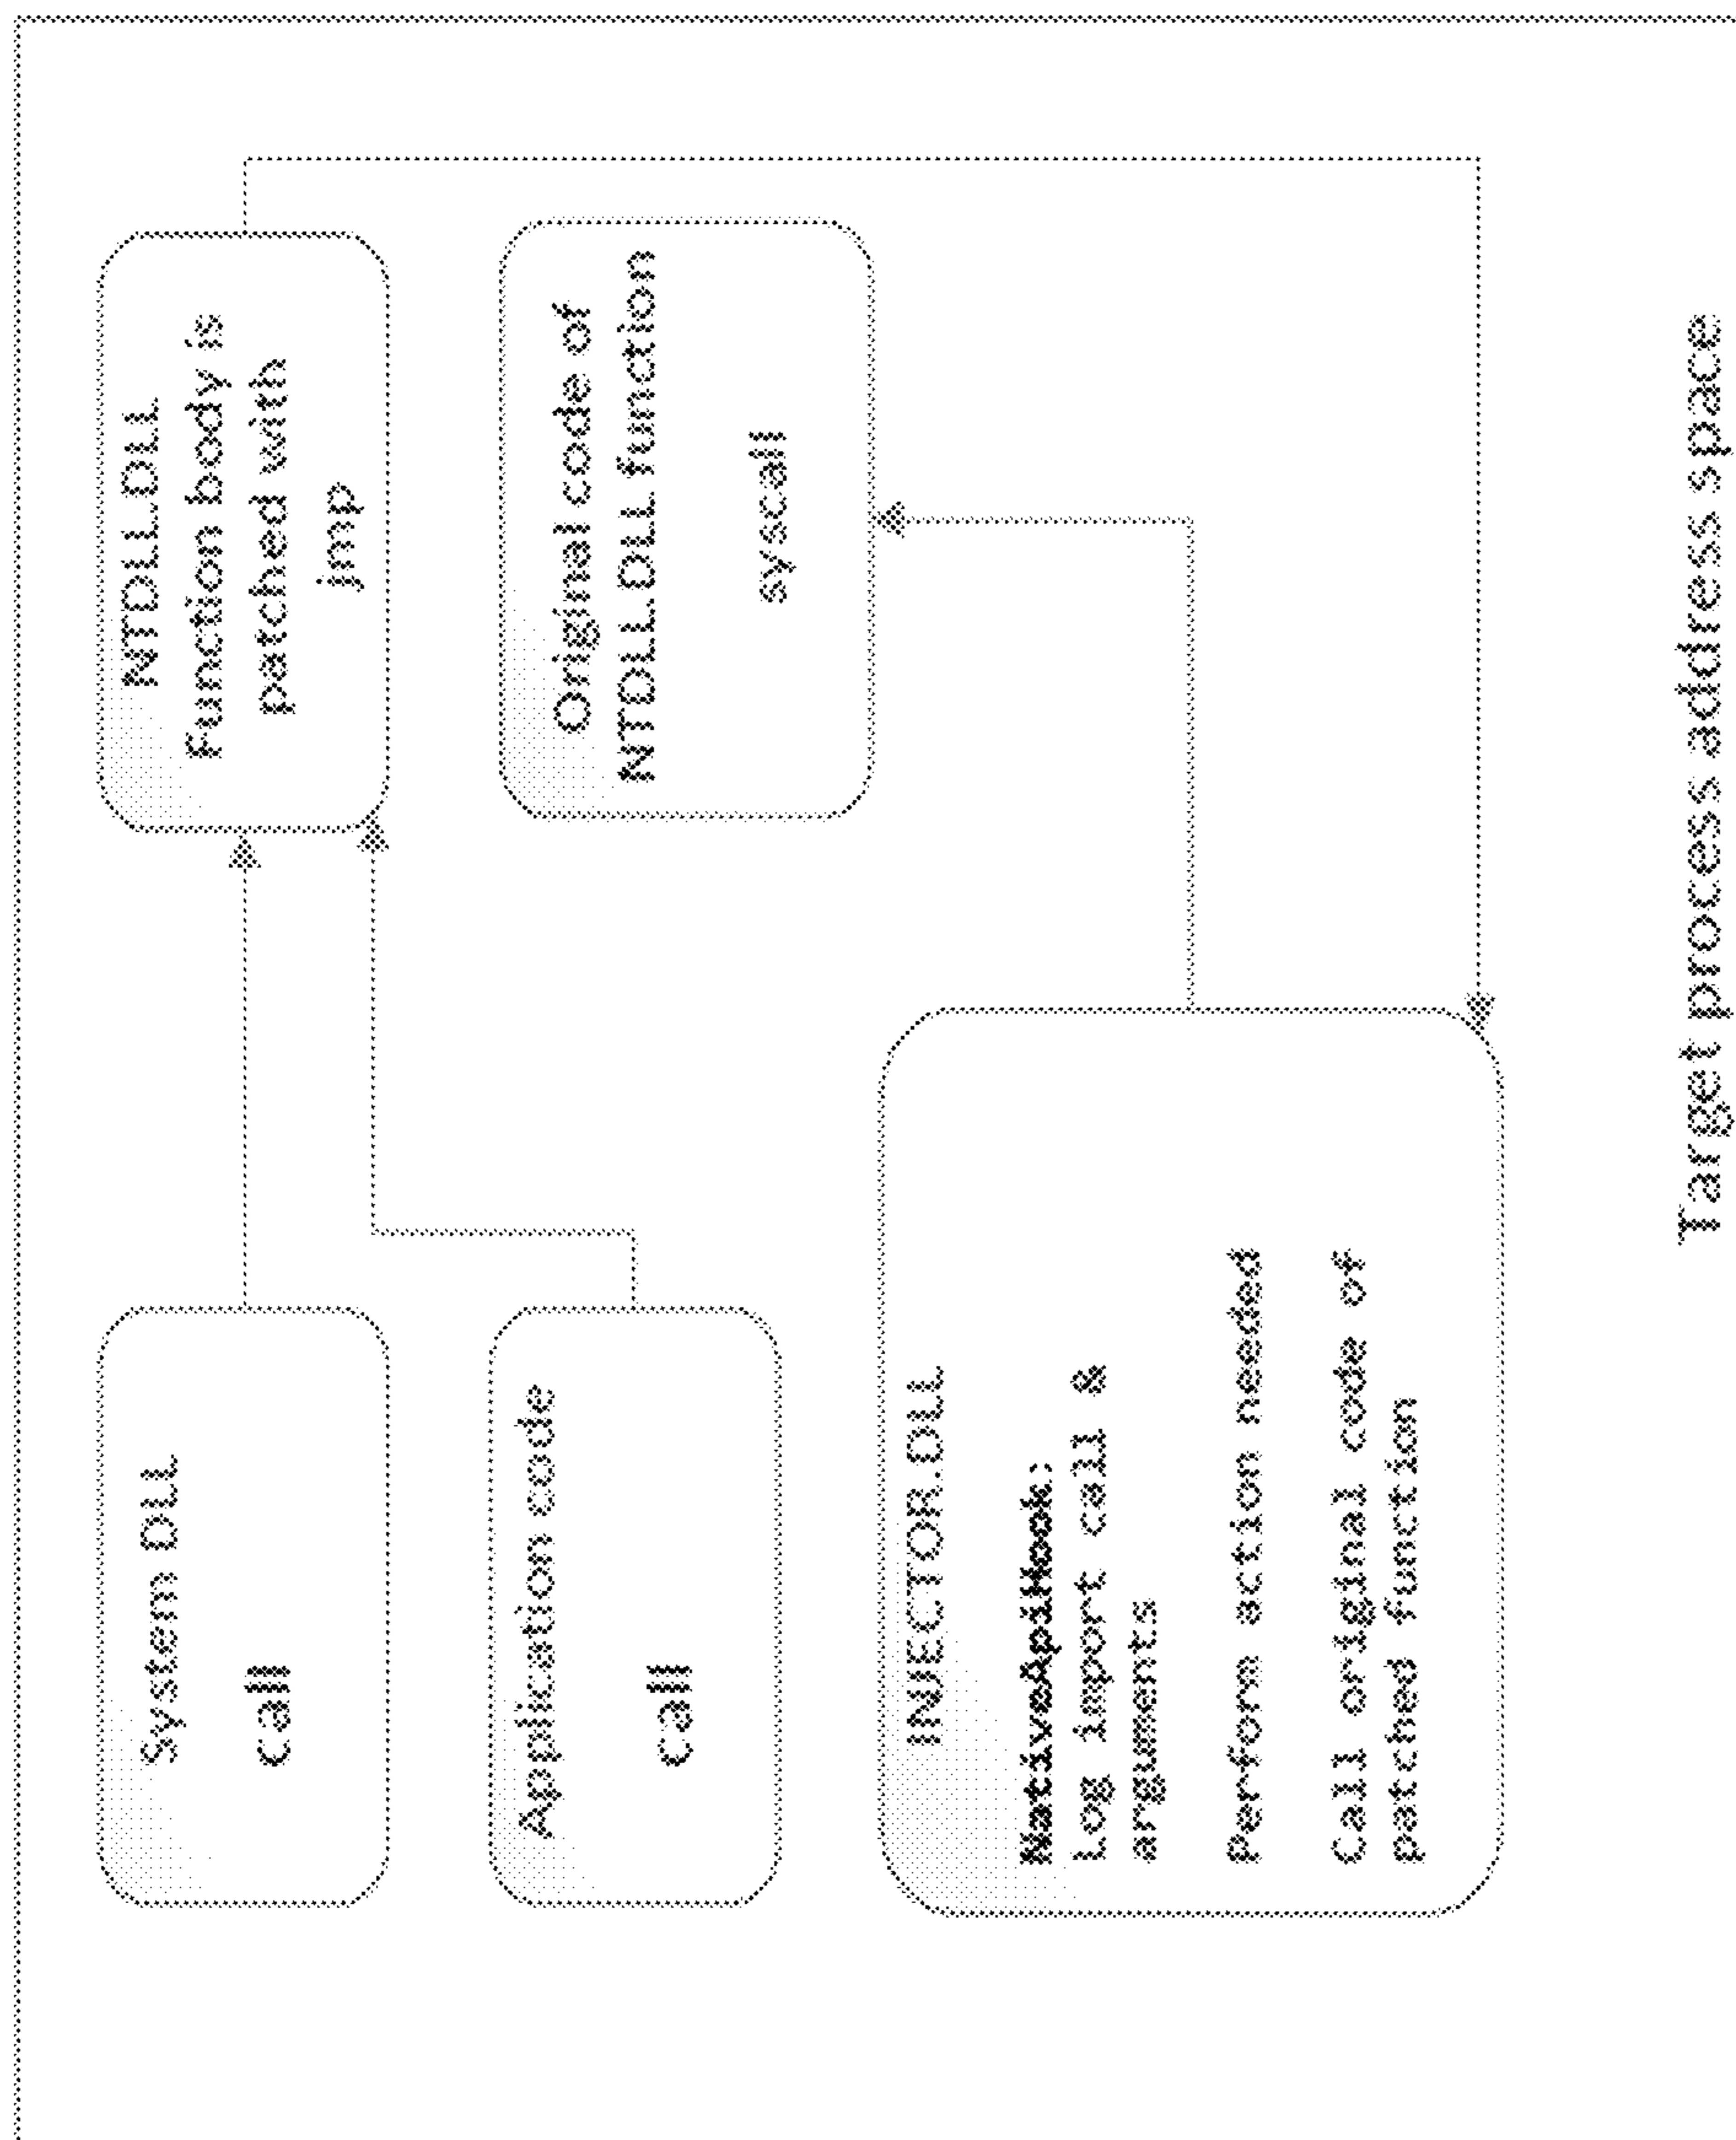 System DLL
call
NTDLL.DLL
Function body is
patched with
jmp
Application code
call
Original code of
NTDLL.DLL function
syscall
INJECTOR.DLL
NativeApiHook:
Log import call &
arguments
Perform action needed
Call original code of
patched function
Target process address space